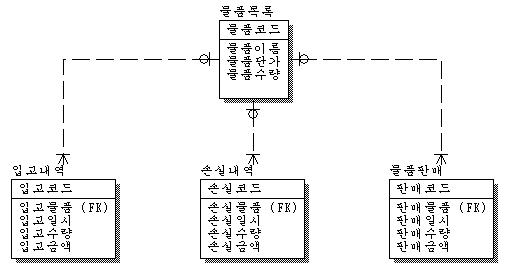 물품목록
물품코드
물품이름
물품단가
물품수량
입고내역
입고코드
입고물품 (FK)
입고일시
입고수량
입고금액
손실내역
손실코드
손실물품 (FK)
손실일시
손실수량
손실금액
물품판매
판매코드
판매물품 (FK)
판매일시
판매수량
판매금액